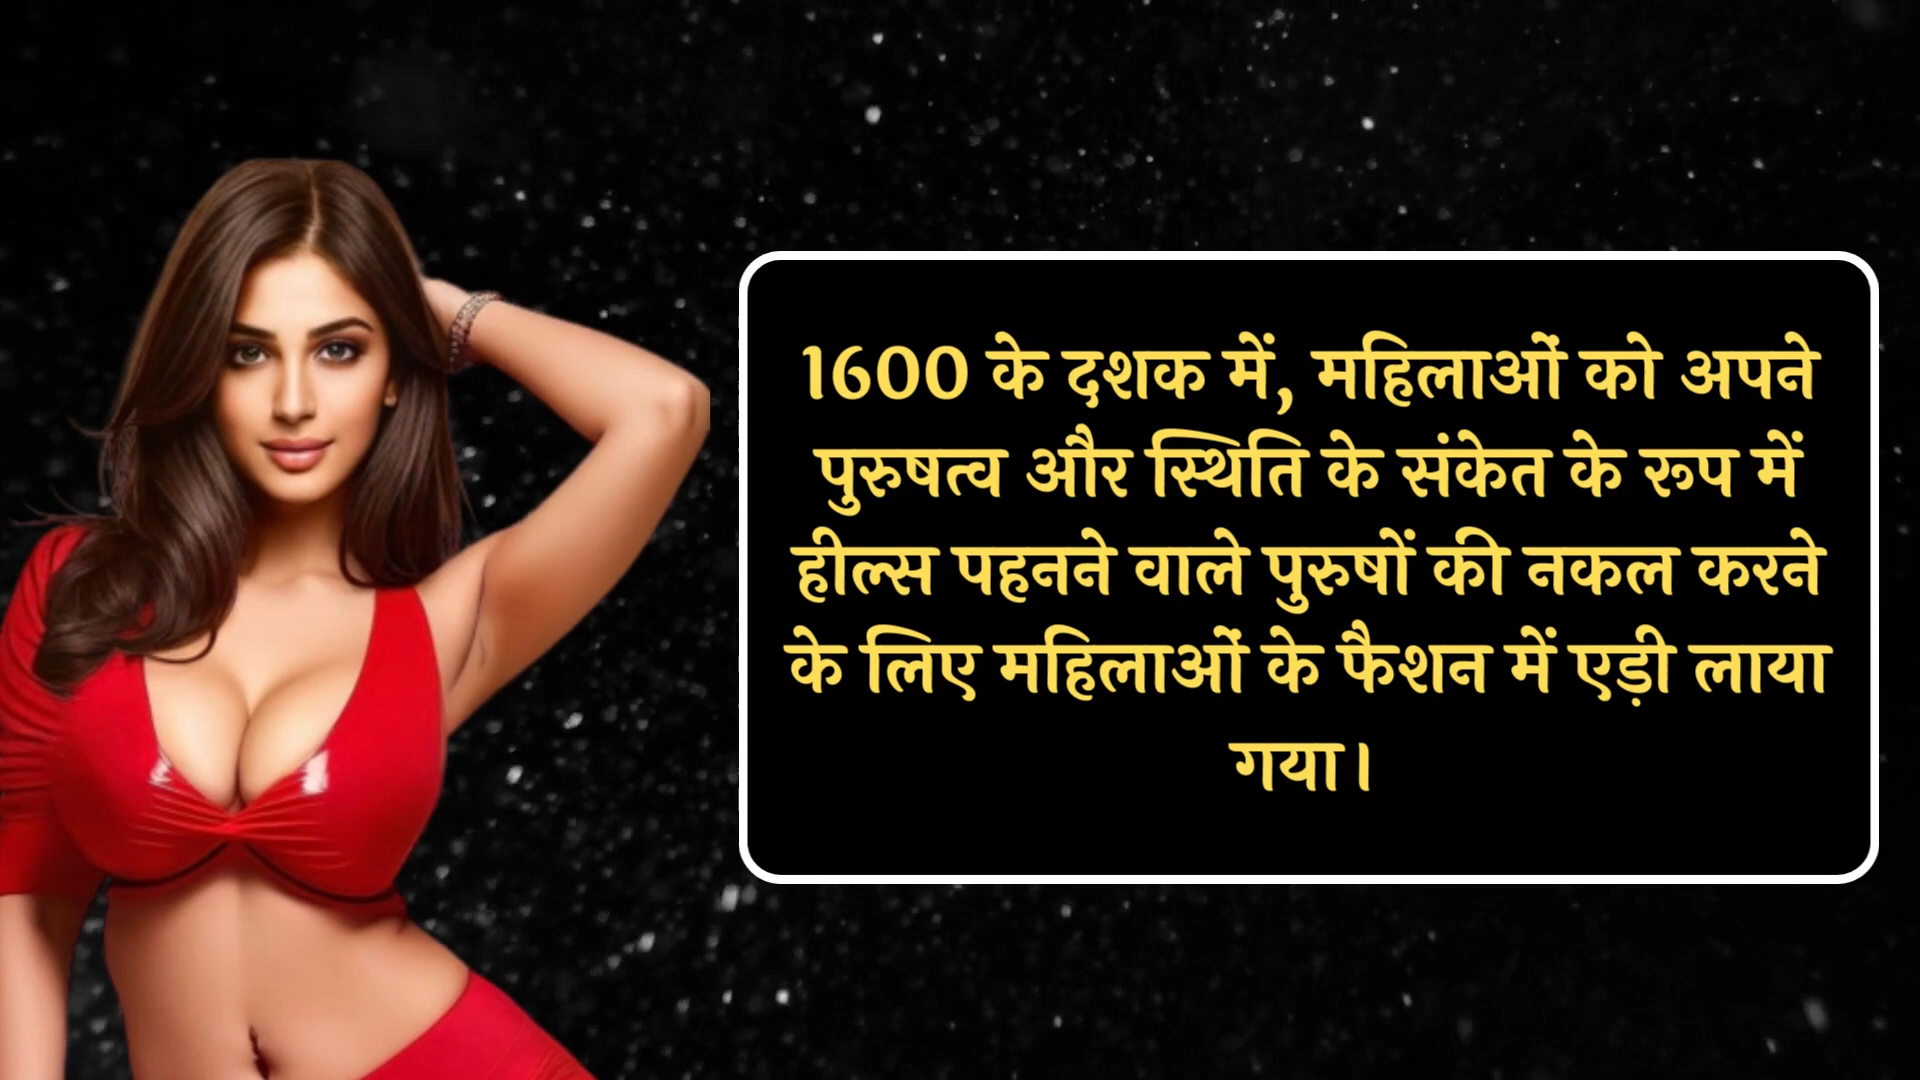 1600 के दशक में, महिलाओं को अपने
पुरुषत्व और स्थिति के संकेत के रूप में
हील्स पहनने वाले पुरुषों की नकल करने
के लिए महिलाओं के फैशन में एड़ी लाया
गया।